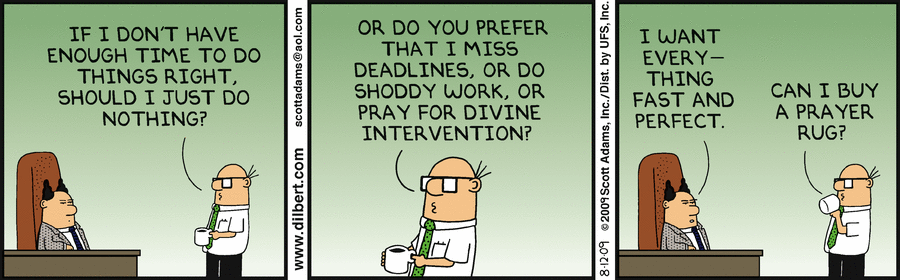 IF I DON'T HAVE
ENOUGH TIME TO DO
THINGS RIGHT,
SHOULD I JUST DO
NOTHING?
www.dilbert.com
scottadams@aol.com
OR DO YOU PREFER
THAT I MISS
DEADLINES, OR DO
SHODDY WORK, OR
PRAY FOR DIVINE
INTERVENTION?
8-12-09 ©2009 Scott Adams, Inc./Dist. by UFS, Inc.
I WANT
EVERY-
THING
FAST AND
PERFECT.
CAN I BUY
A PRAYER
RUG?